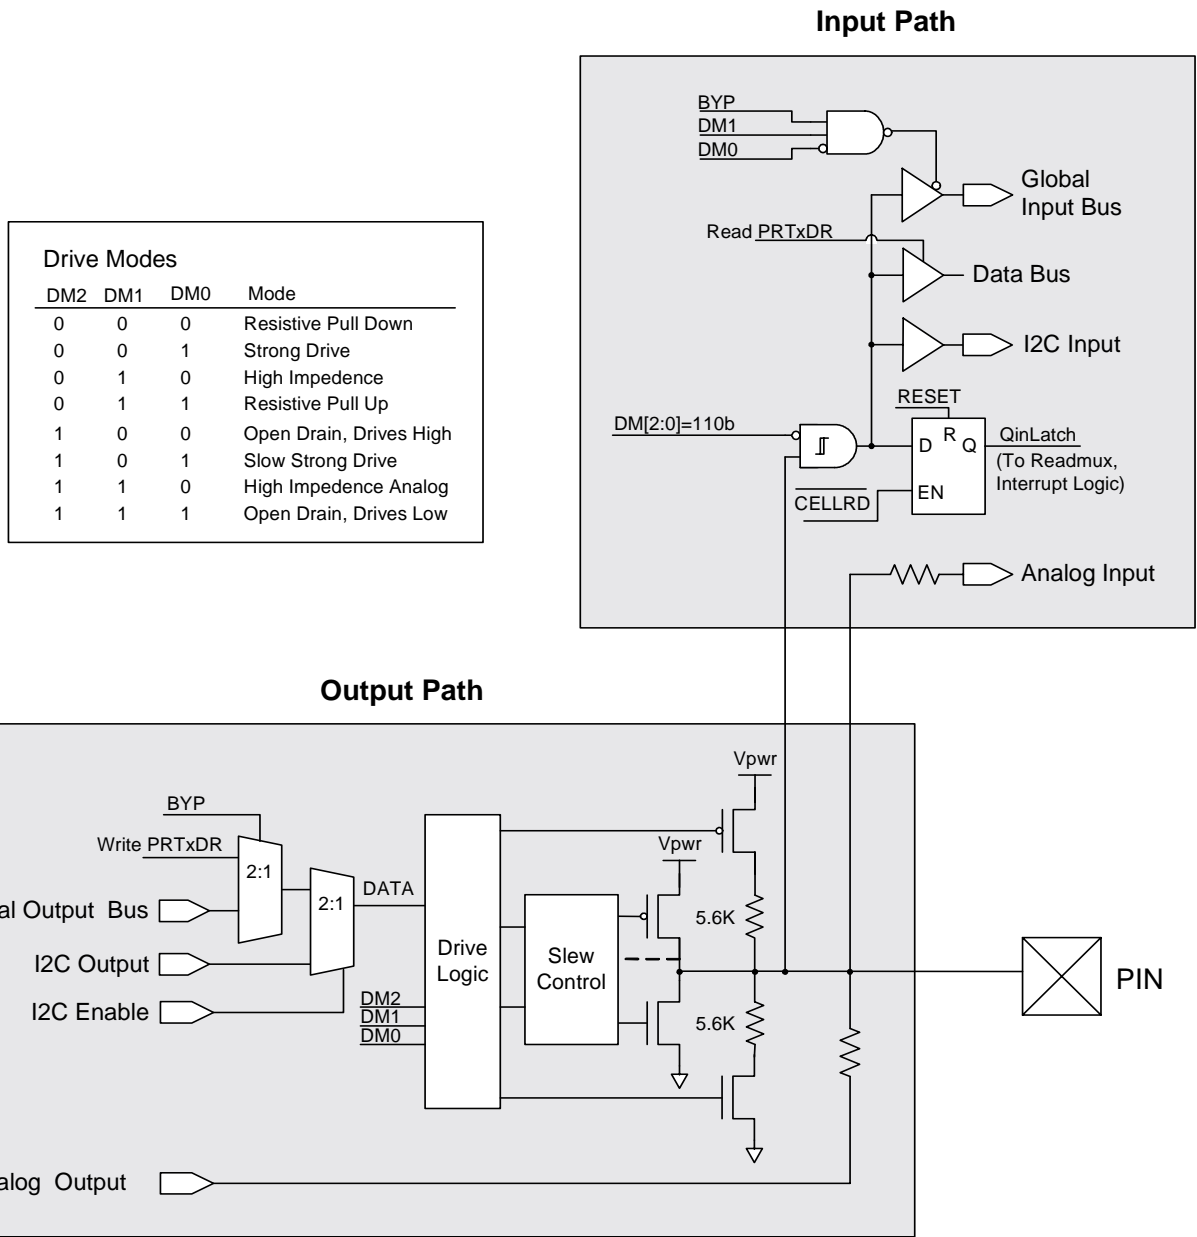 Input Path
BYP
DM1
DM0
Global
Input Bus
Read PRTxDR
Data Bus
I2C Input
RESET
DM[2:0]=110b
D R Q
EN
QinLatch
(To Readmux,
Interrupt Logic)
CELLRD
Analog Input
Drive Modes
DM2 DM1 DM0 Mode
0 0 0 Resistive Pull Down
0 0 1 Strong Drive
0 1 0 High Impedence
0 1 1 Resistive Pull Up
1 0 0 Open Drain, Drives High
1 0 1 Slow Strong Drive
1 1 0 High Impedence Analog
1 1 1 Open Drain, Drives Low
Output Path
BYP
Write PRTxDR
2:1
al Output Bus
2:1
DATA
I2C Output
I2C Enable
DM2
DM1
DM0
Drive
Logic
Slew
Control
Vpwr
Vpwr
5.6K
5.6K
PIN
alog Output